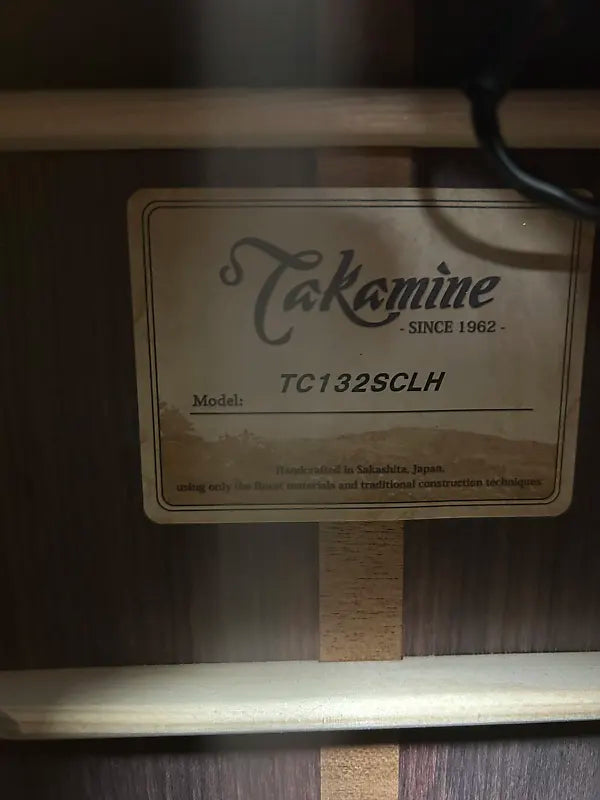 Takamine
- SINCE 1962 -
Model: TC132SCLH
Handcrafted in Sakashita, Japan,
using only the finest materials and traditional construction techniques